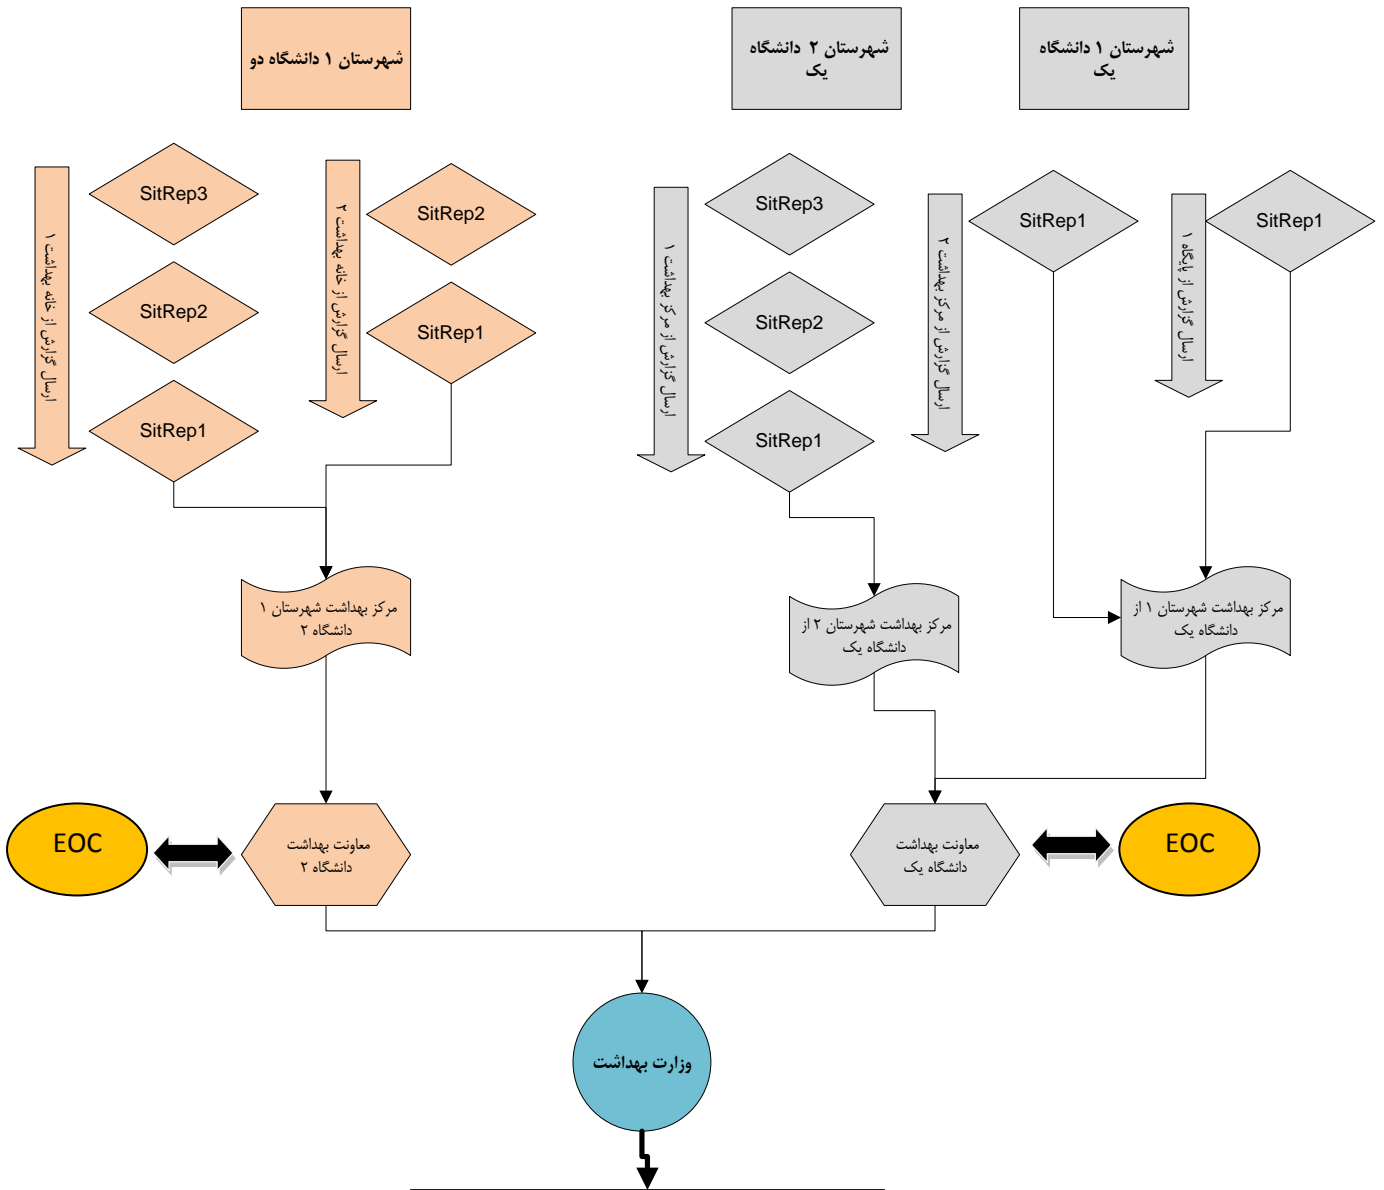 شهرستان ۱ دانشگاه
یک
شهرستان ۲ دانشگاه
یک
شهرستان ۱ دانشگاه دو
SitRep1
ارسال گزارش از پایگاه ۱
SitRep1
ارسال گزارش از مرکز بهداشت ۲
SitRep3
SitRep2
SitRep1
ارسال گزارش از مرکز بهداشت ۱
SitRep2
SitRep1
ارسال گزارش از خانه بهداشت ۲
SitRep3
SitRep2
SitRep1
ارسال گزارش از خانه بهداشت ۱
مرکز بهداشت شهرستان ۱ از
دانشگاه یک
مرکز بهداشت شهرستان ۲ از
دانشگاه یک
مرکز بهداشت شهرستان ۱
دانشگاه ۲
EOC
معاونت بهداشت
دانشگاه یک
معاونت بهداشت
دانشگاه ۲
EOC
وزارت بهداشت